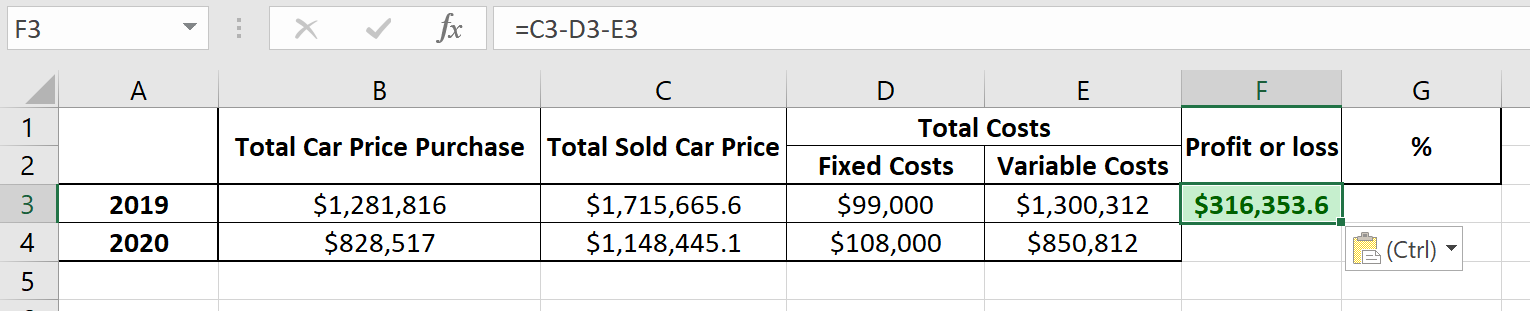 F3 fx =C3-D3-E3
A B C D E F G
1 Total Costs
Total Car Price Purchase Total Sold Car Price Profit or loss %
2 Fixed Costs Variable Costs
3 2019 $1,281,816 $1,715,665.6 $99,000 $1,300,312 $316,353.6
4 2020 $828,517 $1,148,445.1 $108,000 $850,812 (Ctrl)
5